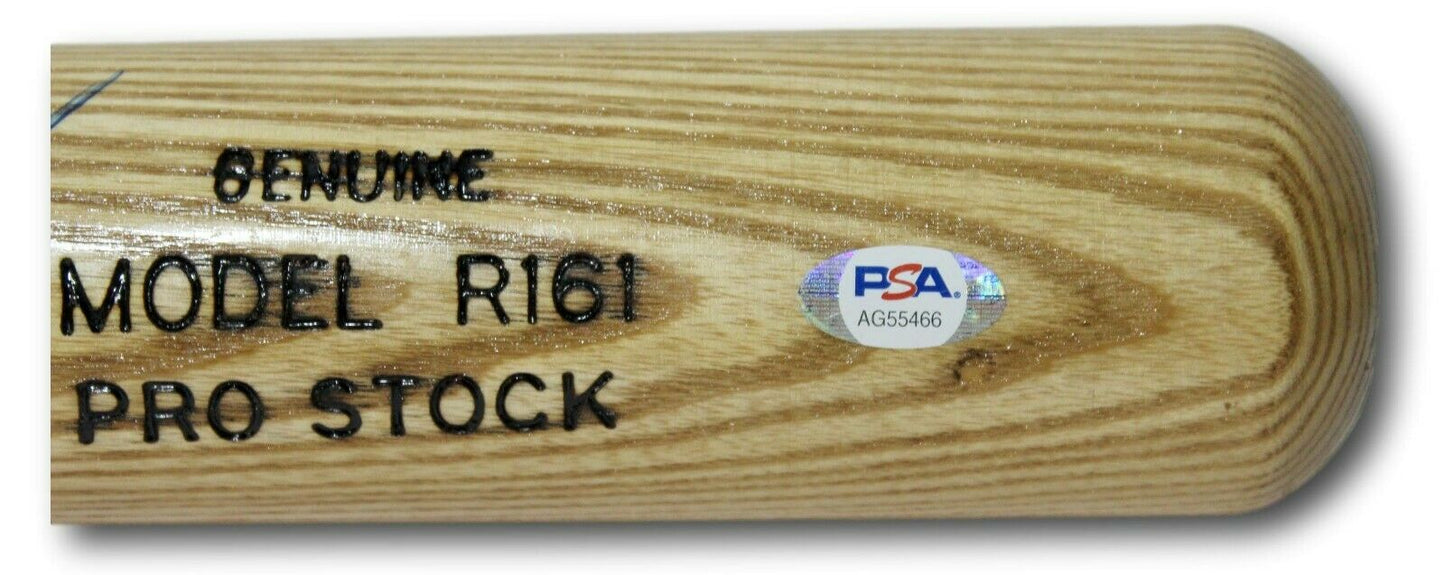 GENUINE
MODEL R161
PRO STOCK
PSA®
AG55466